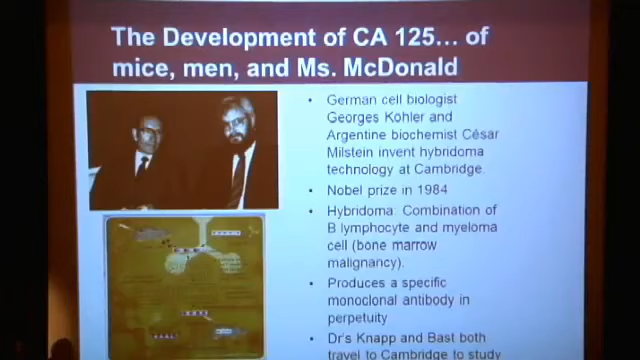 The Development of CA 125... of
mice, men, and Ms. McDonald
• German cell biologist
Georges Köhler and
Argentine biochemist César
Milstein invent hybridoma
technology at Cambridge.
• Nobel prize in 1984
• Hybridoma: Combination of
B lymphocyte and myeloma
cell (bone marrow
malignancy).
• Produces a specific
monoclonal antibody in
perpetuity
• Dr's Knapp and Bast both
travel to Cambridge to study